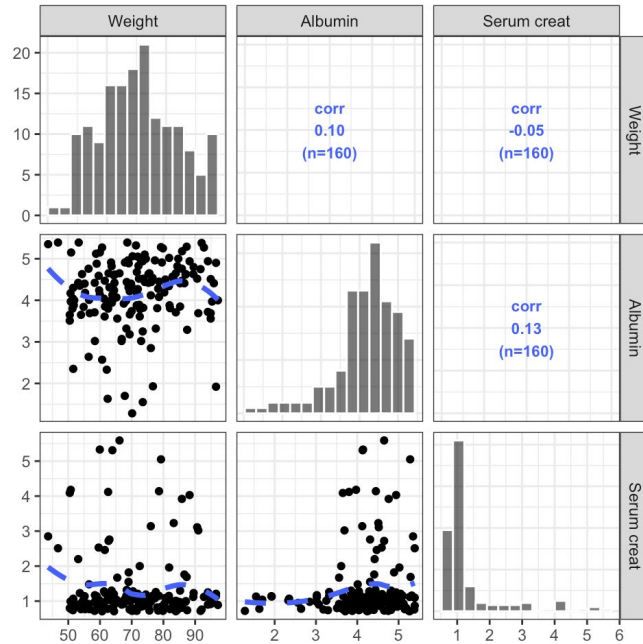 Weight
Albumin
Serum creat
20
15
10
5
0
corr
0.10
(n=160)
corr
-0.05
(n=160)
Weight
5
4
3
2
corr
0.13
(n=160)
Albumin
5
4
3
2
1
Serum creat
50 60 70 80 90
2 3 4 5
1 2 3 4 5 6